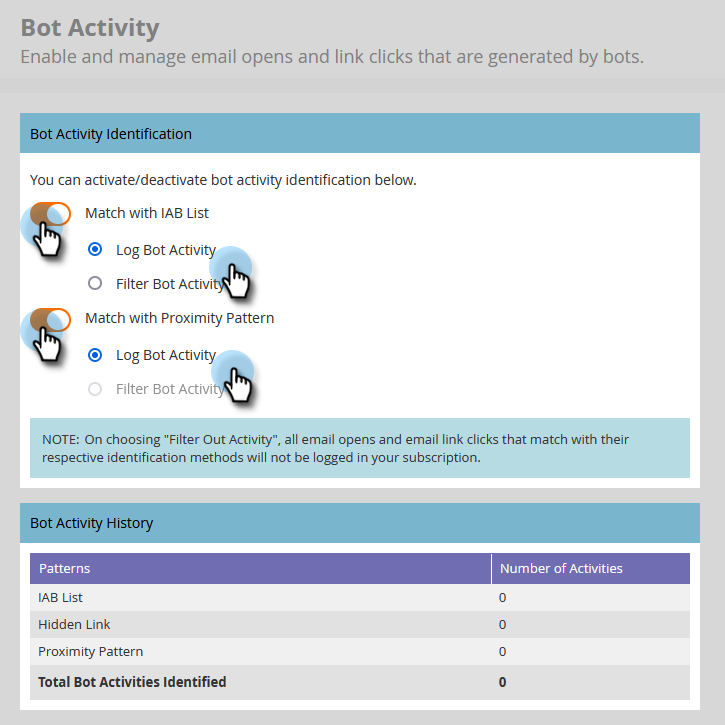 Bot Activity
Enable and manage email opens and link clicks that are generated by bots.
Bot Activity Identification
You can activate/deactivate bot activity identification below.
Match with IAB List
Log Bot Activity
Filter Bot Activity
Match with Proximity Pattern
Log Bot Activity
Filter Bot Activity
NOTE: On choosing "Filter Out Activity", all email opens and email link clicks that match with their
respective identification methods will not be logged in your subscription.
Bot Activity History
Patterns Number of Activities
IAB List 0
Hidden Link 0
Proximity Pattern 0
Total Bot Activities Identified 0